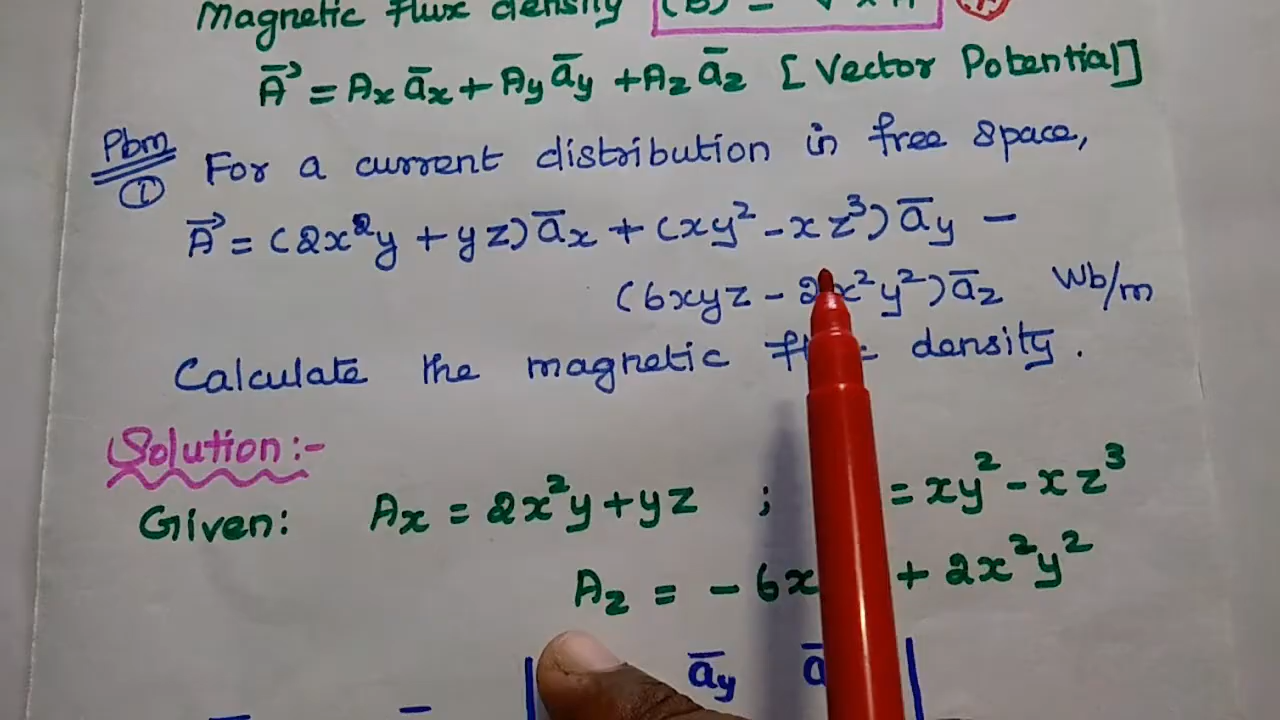 Magnetic flux density (B) =
A⃗ = Ax āx + Ay āy + Az āz [Vector Potential]
Pbm
① For a current distribution in free space,
A⃗ = (2x²y + yz) āx + (xy² - xz³) āy -
(6xyz - 2x²y²) āz Wb/m
Calculate the magnetic density.
Solution:-
Given: Ax = 2x²y + yz ; = xy² - xz³
Az = - 6x + 2x²y²
āy